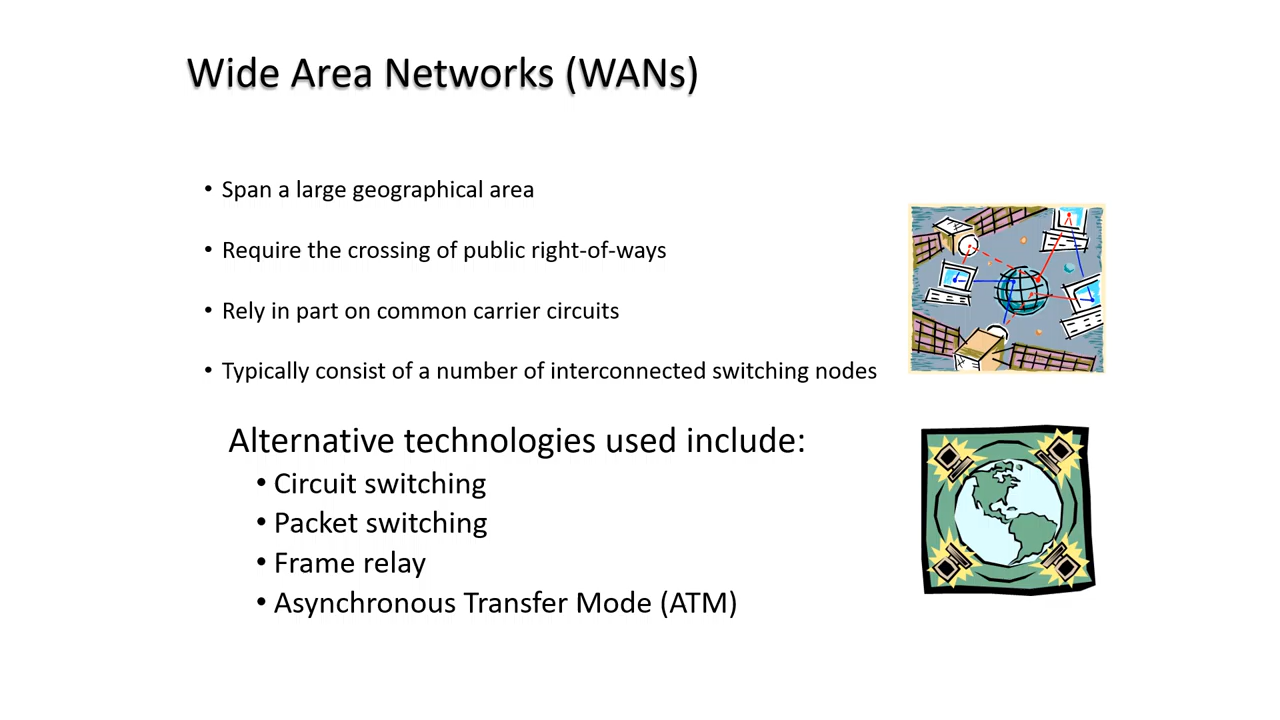 Wide Area Networks (WANs)
• Span a large geographical area
• Require the crossing of public right-of-ways
• Rely in part on common carrier circuits
• Typically consist of a number of interconnected switching nodes
Alternative technologies used include:
• Circuit switching
• Packet switching
• Frame relay
• Asynchronous Transfer Mode (ATM)